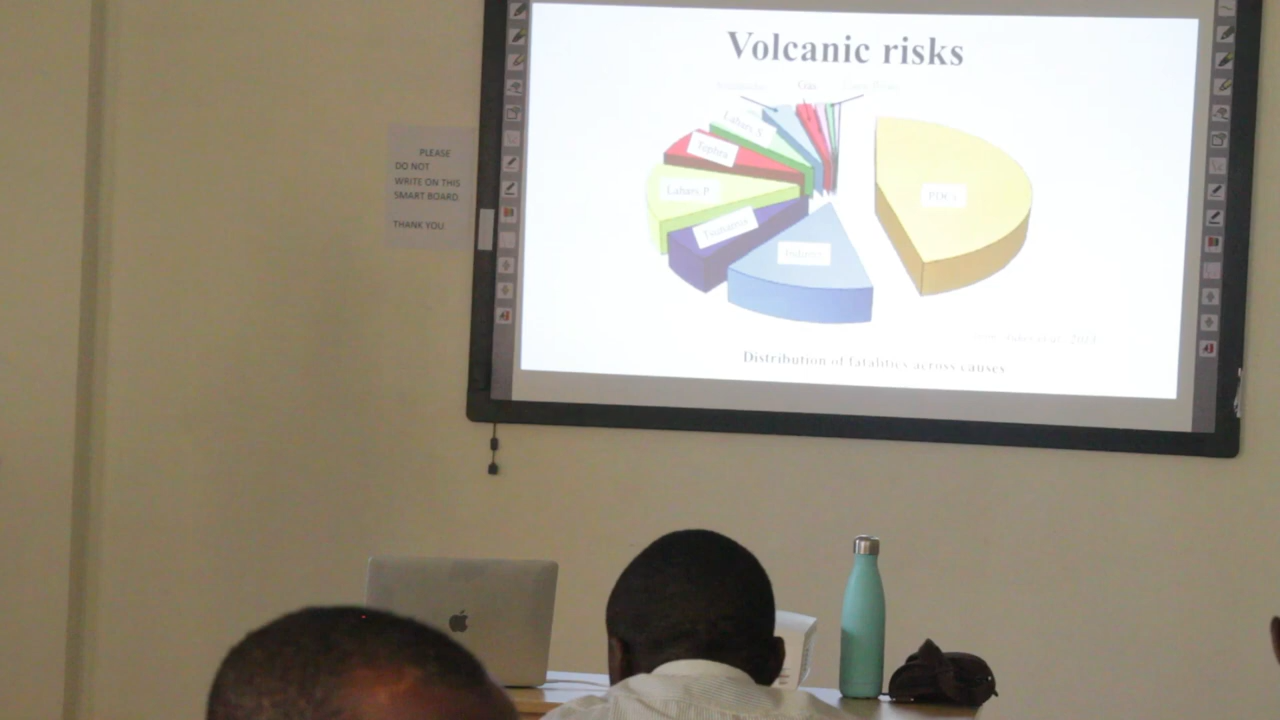 Volcanic risks
Gas
Lahars S
Tephra
Lahars P
PDCs
Tsunamis
Indirect
Distribution of fatalities across causes
PLEASE
DO NOT
WRITE ON THIS
SMART BOARD
THANK YOU